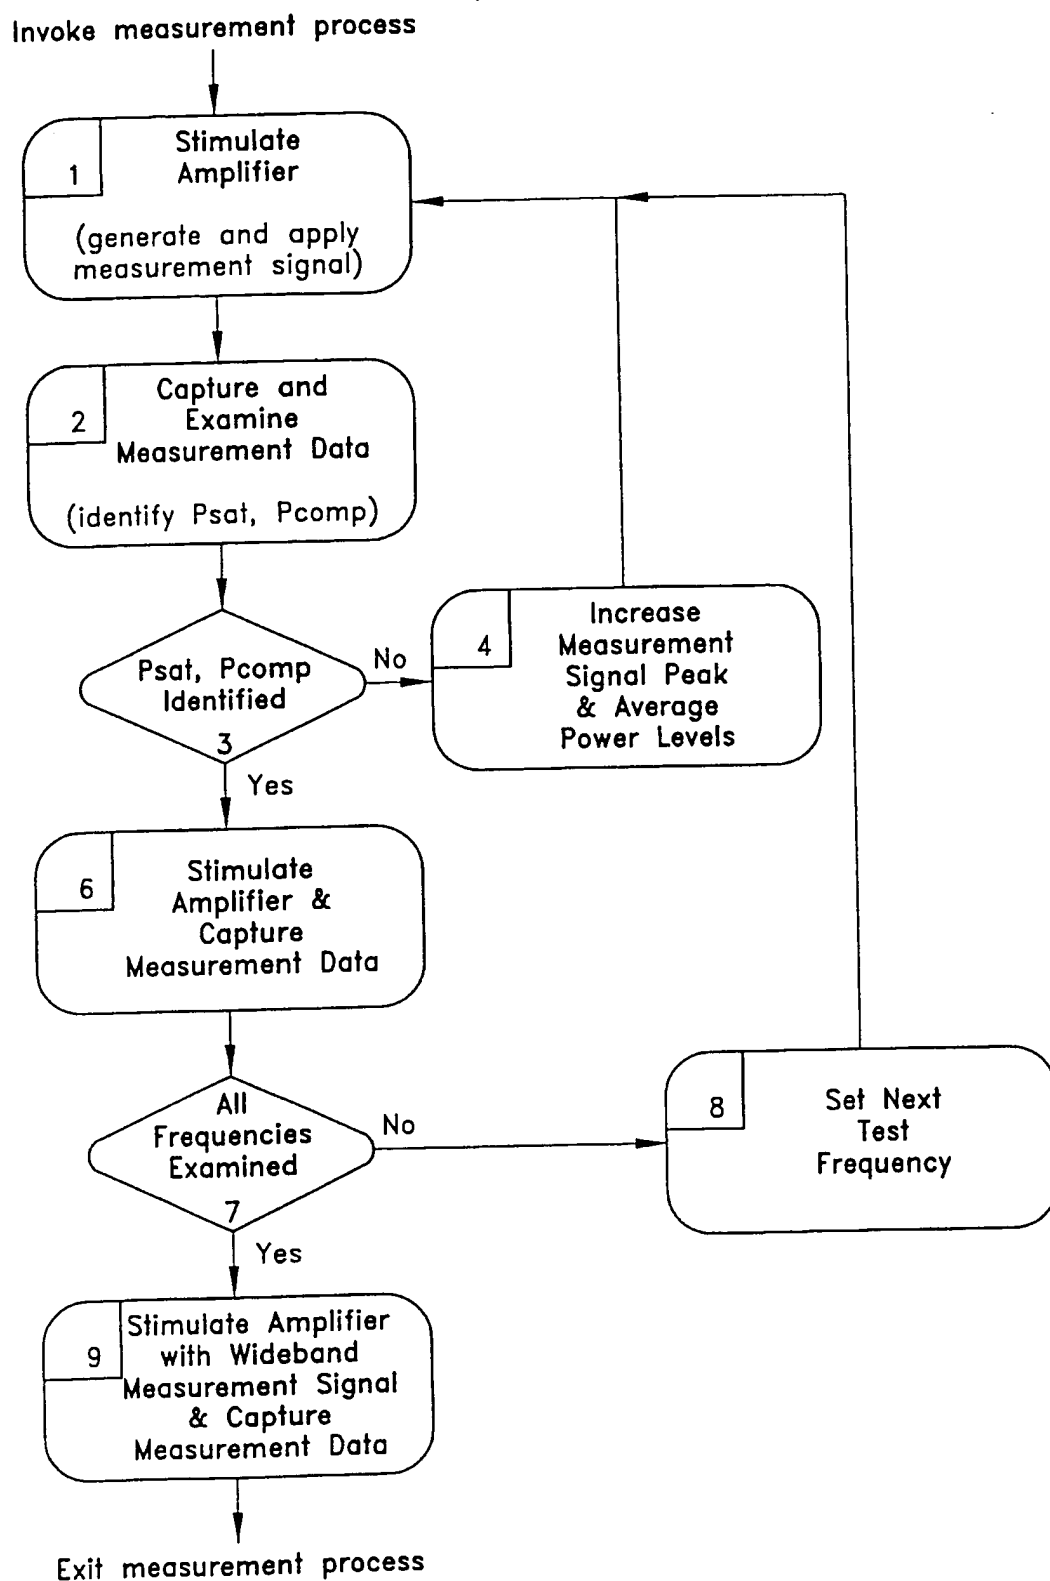 Invoke measurement process
1
Stimulate
Amplifier
(generate and apply
measurement signal)
2
Capture and
Examine
Measurement Data
(identify Psat, Pcomp)
Psat, Pcomp
Identified
3
No
Yes
4
Increase
Measurement
Signal Peak
& Average
Power Levels
6
Stimulate
Amplifier &
Capture
Measurement Data
All
Frequencies
Examined
7
No
Yes
8
Set Next
Test
Frequency
9
Stimulate Amplifier
with Wideband
Measurement Signal
& Capture
Measurement Data
Exit measurement process